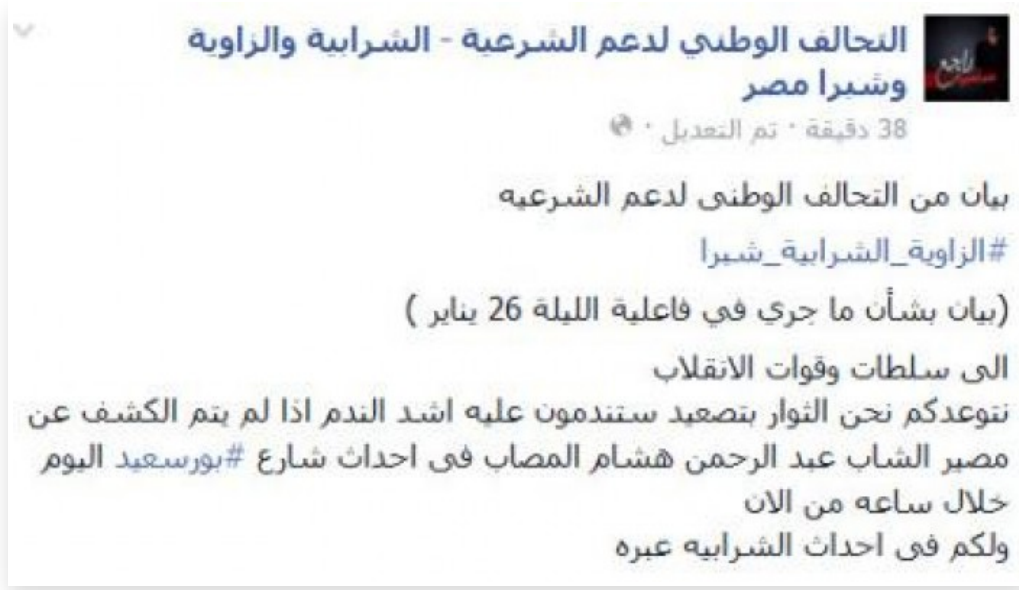 التحالف الوطني لدعم الشرعية - الشرابية والزاوية
وشبرا مصر
38 دقيقة · تم التعديل ·
بيان من التحالف الوطنى لدعم الشرعيه
#الزاوية_الشرابية_شبرا
(بيان بشأن ما جري في فاعلية الليلة 26 يناير )
الى سلطات وقوات الانقلاب
نتوعدكم نحن الثوار بتصعيد ستندمون عليه اشد الندم اذا لم يتم الكشف عن
مصير الشاب عبد الرحمن هشام المصاب فى احداث شارع #بورسعيد اليوم
خلال ساعه من الان
ولكم فى احداث الشرابيه عبره
راجع